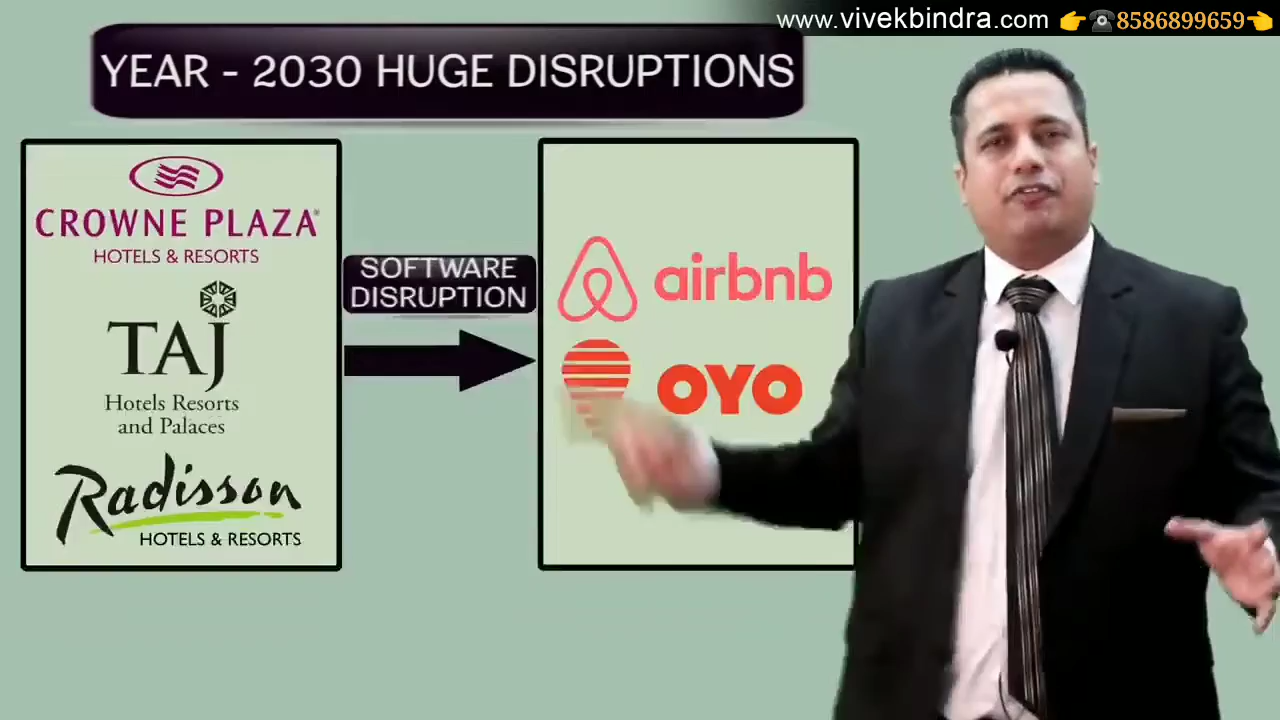 www.vivekbindra.com 👉☎8586899659👈
YEAR - 2030 HUGE DISRUPTIONS
CROWNE PLAZA®
HOTELS & RESORTS
TAJ
Hotels Resorts
and Palaces
Radisson
HOTELS & RESORTS
SOFTWARE
DISRUPTION
airbnb
OYO